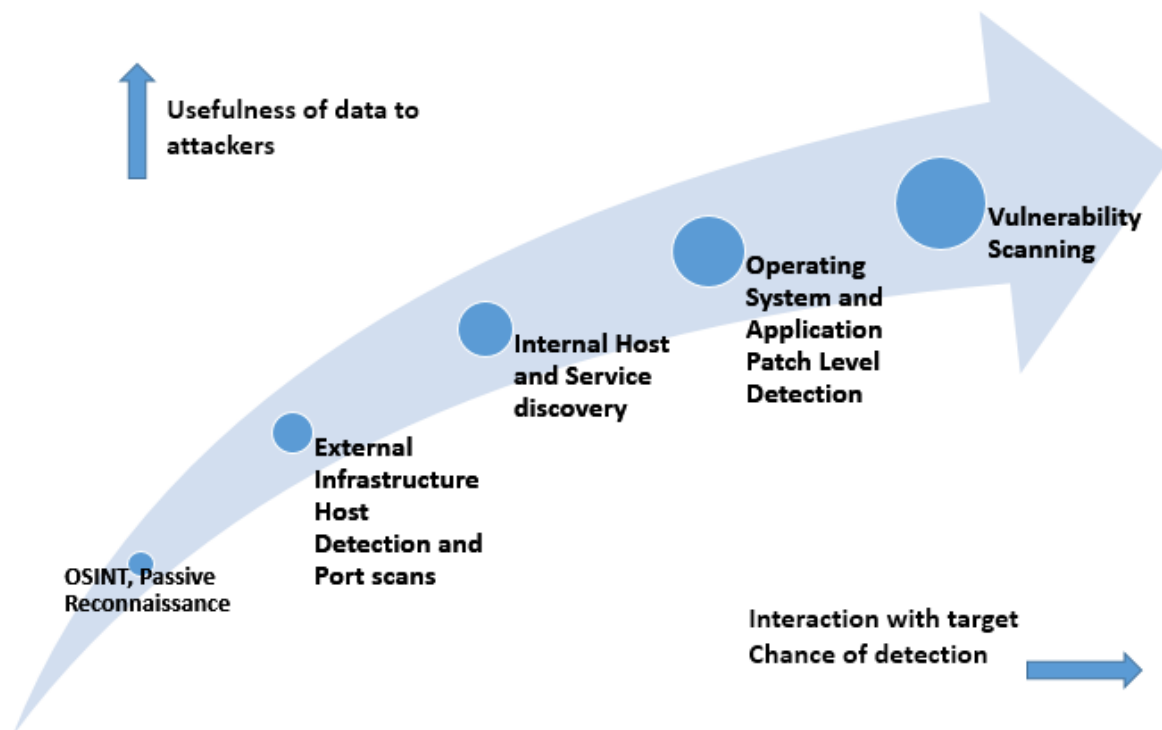 Usefulness of data to
attackers
Vulnerability
Scanning
Operating
System and
Application
Patch Level
Detection
Internal Host
and Service
discovery
External
Infrastructure
Host
Detection and
Port scans
OSINT, Passive
Reconnaissance
Interaction with target
Chance of detection